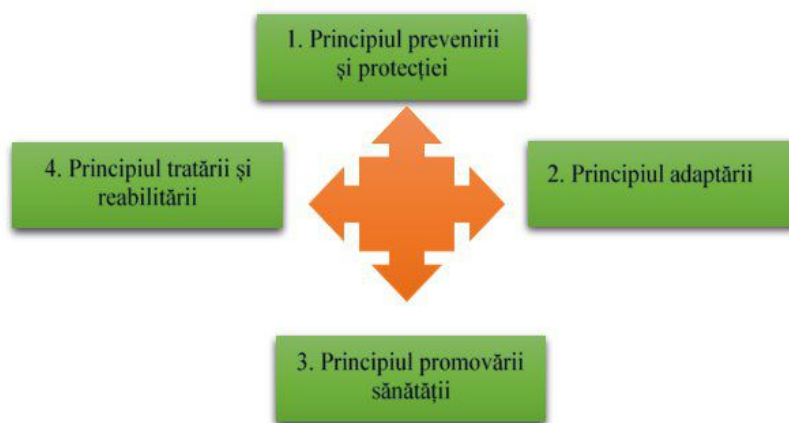 1. Principiul prevenirii
și protecției
2. Principiul adaptării
3. Principiul promovării
sănătății
4. Principiul tratării și
reabilitării